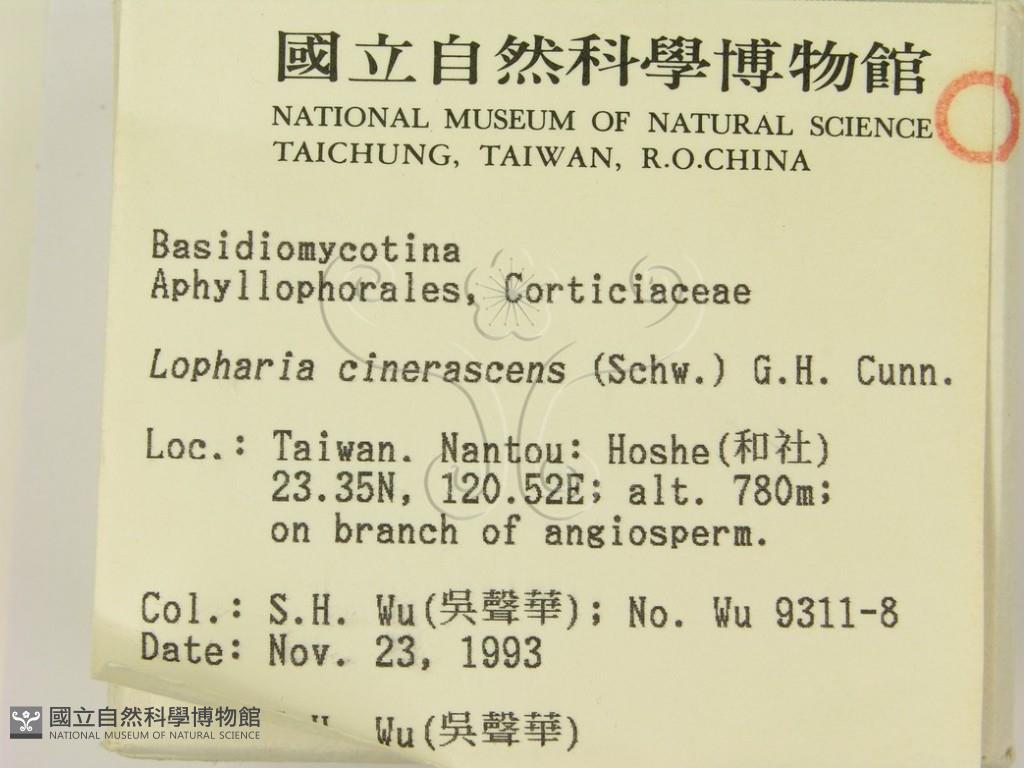 國立自然科學博物館
NATIONAL MUSEUM OF NATURAL SCIENCE
TAICHUNG, TAIWAN, R.O.CHINA
Basidiomycotina
Aphyllophorales, Corticiaceae
Lopharia cinerascens (Schw.) G.H. Cunn.
Loc.: Taiwan. Nantou: Hoshe(和社)
23.35N, 120.52E; alt. 780m;
on branch of angiosperm.
Col.: S.H. Wu(吳聲華); No. Wu 9311-8
Date: Nov. 23, 1993
Wu(吳聲華)
國立自然科學博物館
NATIONAL MUSEUM OF NATURAL SCIENCE